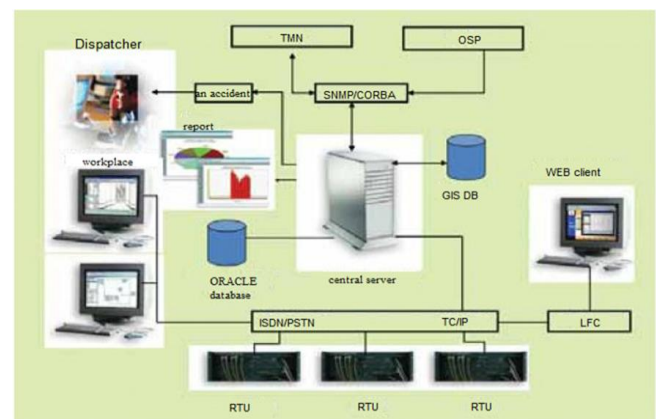 TMN
OSP
Dispatcher
an accident
SNMP/CORBA
report
workplace
GIS DB
WEB client
ORACLE
database
central server
ISDN/PSTN
TC/IP
LFC
RTU
RTU
RTU